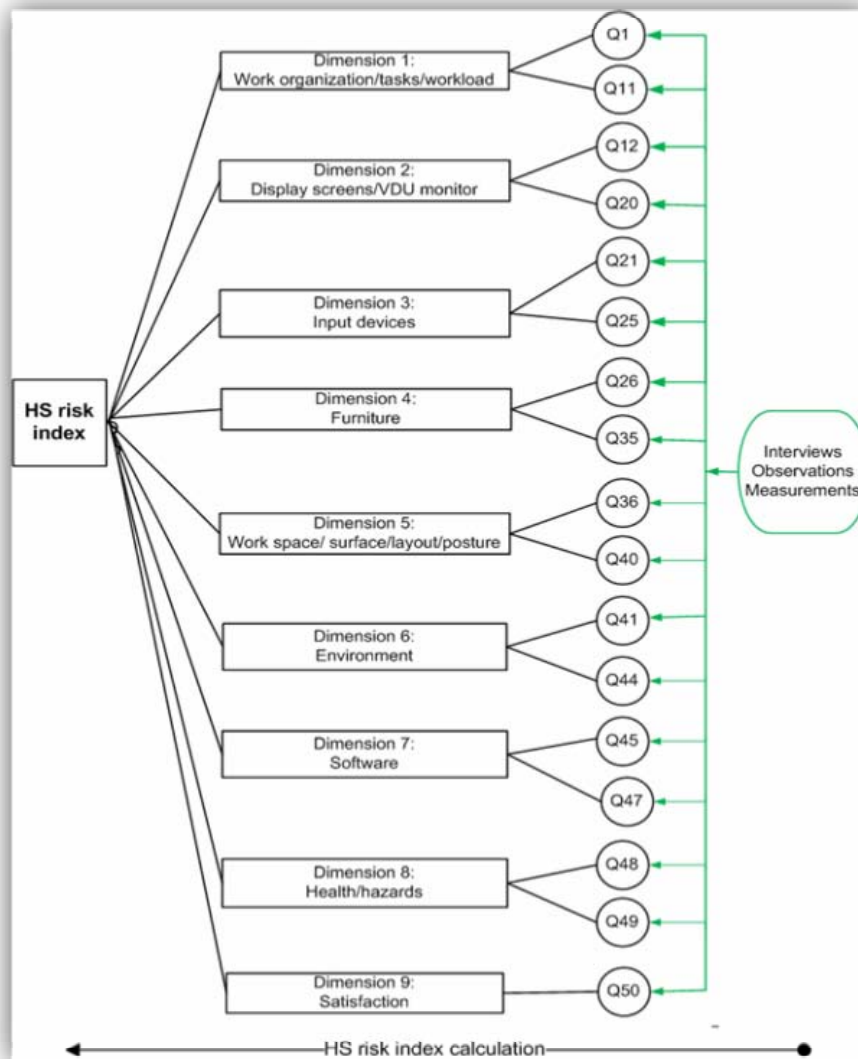 HS risk
index
Dimension 1:
Work organization/tasks/workload
Q1
Q11
Dimension 2:
Display screens/VDU monitor
Q12
Q20
Dimension 3:
Input devices
Q21
Q25
Dimension 4:
Furniture
Q26
Q35
Dimension 5:
Work space/ surface/layout/posture
Q36
Q40
Dimension 6:
Environment
Q41
Q44
Dimension 7:
Software
Q45
Q47
Dimension 8:
Health/hazards
Q48
Q49
Dimension 9:
Satisfaction
Q50
Interviews
Observations
Measurements
HS risk index calculation